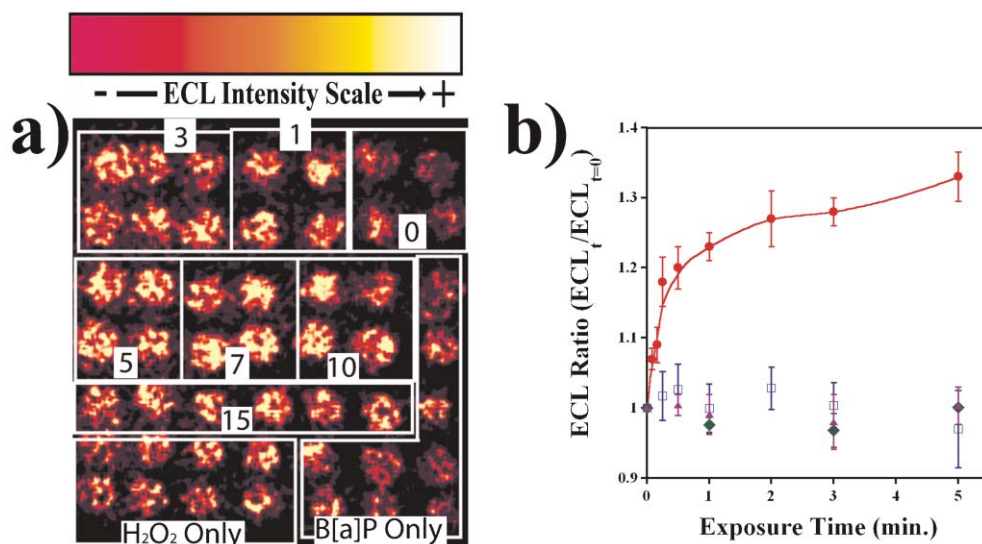 - ECL Intensity Scale +
a)
3
1
0
5
7
10
15
H₂O₂ Only
B[a]P Only
b)
ECL Ratio (ECLt/ECLt=0)
1.4
1.3
1.2
1.1
1
0.9
0 1 2 3 4 5
Exposure Time (min.)